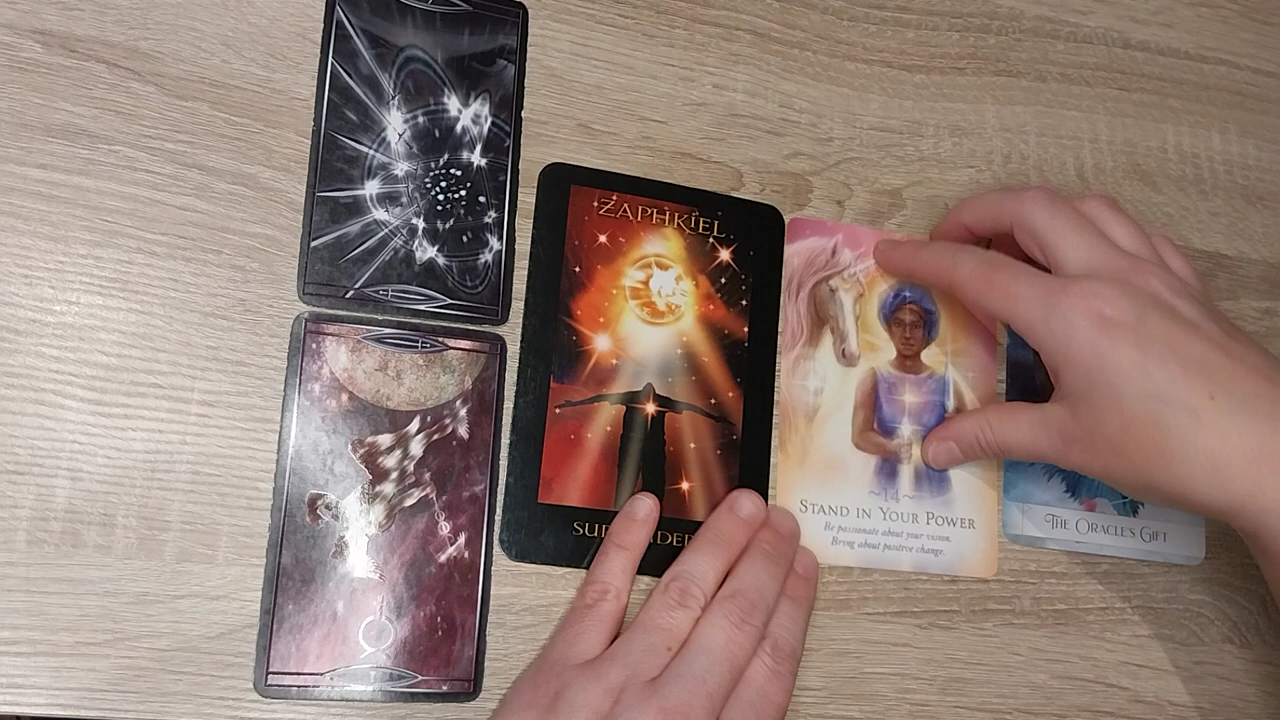 ZAPHKIEL
~14~
STAND IN YOUR POWER
Be passionate about your vision.
Bring about positive change.
THE ORACLE'S GIFT